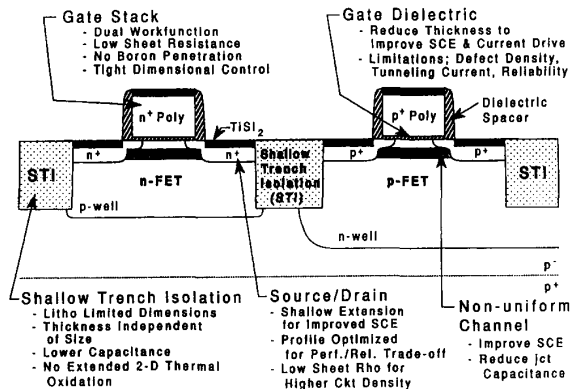 Gate Stack
- Dual Workfunction
- Low Sheet Resistance
- No Boron Penetration
- Tight Dimensional Control
Gate Dielectric
- Reduce Thickness to
Improve SCE & Current Drive
- Limitations; Defect Density,
Tunneling Current, Reliability
n+ Poly
TiSi2
p+ Poly
Dielectric
Spacer
STI
n+
n+
n-FET
p-well
Shallow
Trench
Isolation
(STI)
p+
p+
p-FET
n-well
STI
p-
p+
Shallow Trench Isolation
- Litho Limited Dimensions
- Thickness Independent
of Size
- Lower Capacitance
- No Extended 2-D Thermal
Oxidation
Source/Drain
- Shallow Extension
for Improved SCE
- Profile Optimized
for Perf./Rel. Trade-off
- Low Sheet Rho for
Higher Ckt Density
Non-uniform
Channel
- Improve SCE
- Reduce jct
Capacitance